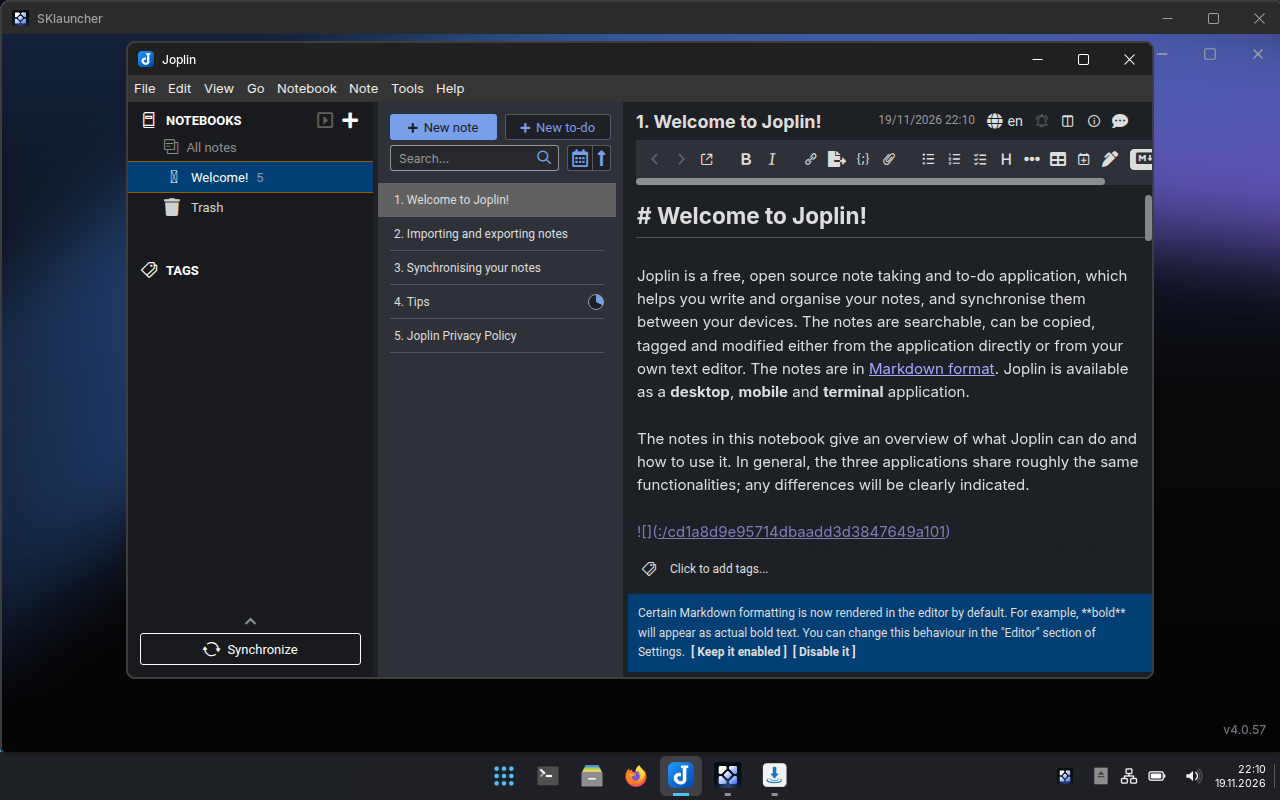 SKlauncher
Joplin
File Edit View Go Notebook Note Tools Help
NOTEBOOKS
All notes
Welcome! 5
Trash
TAGS
Synchronize
New note
New to-do
Search...
1. Welcome to Joplin!
2. Importing and exporting notes
3. Synchronising your notes
4. Tips
5. Joplin Privacy Policy
1. Welcome to Joplin!
19/11/2026 22:10
en
# Welcome to Joplin!
Joplin is a free, open source note taking and to-do application, which
helps you write and organise your notes, and synchronise them
between your devices. The notes are searchable, can be copied,
tagged and modified either from the application directly or from your
own text editor. The notes are in Markdown format. Joplin is available
as a desktop, mobile and terminal application.
The notes in this notebook give an overview of what Joplin can do and
how to use it. In general, the three applications share roughly the same
functionalities; any differences will be clearly indicated.
![](:/cd1a8d9e95714dbaadd3d3847649a101)
Click to add tags...
Certain Markdown formatting is now rendered in the editor by default. For example, **bold**
will appear as actual bold text. You can change this behaviour in the "Editor" section of
Settings. [ Keep it enabled ] [ Disable it ]
v4.0.57
22:10
19.11.2026